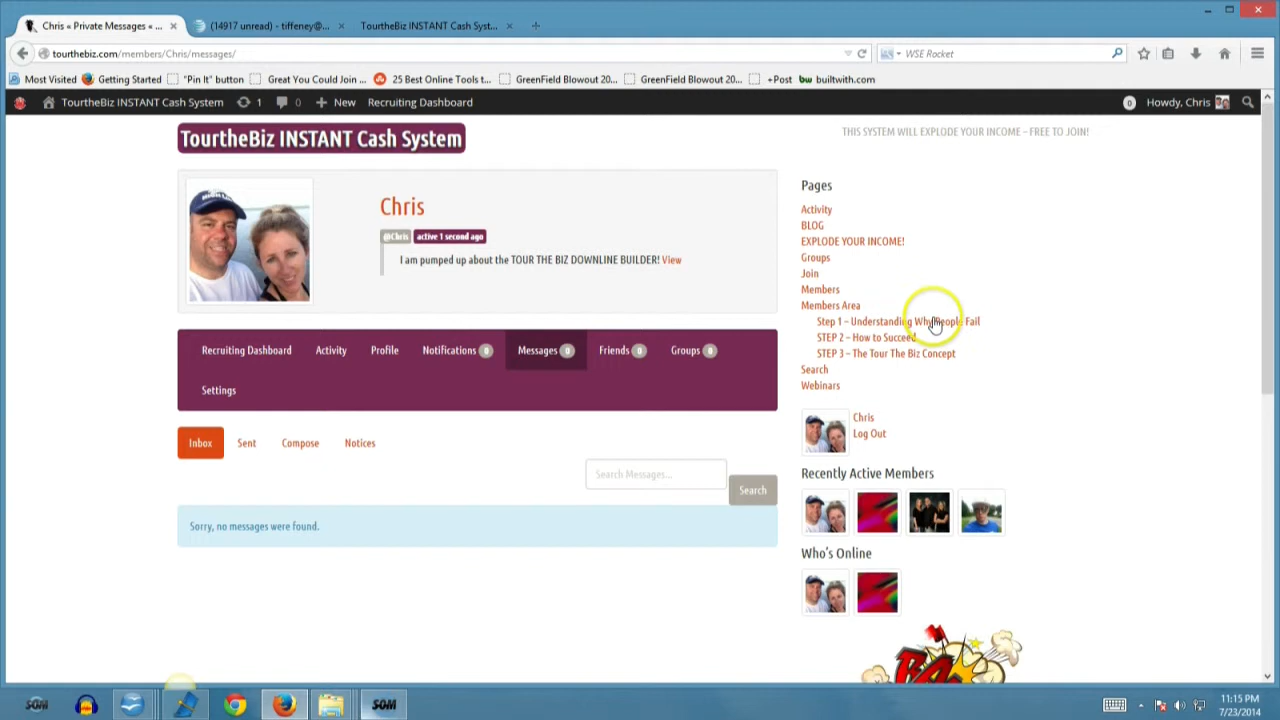 Chris « Private Messages « ...
(14917 unread) - tiffeney@...
TourtheBiz INSTANT Cash Syst...
tourthebiz.com/members/Chris/messages/
WSE Rocket
Most Visited
Getting Started
"Pin It" button
Great You Could Join ...
25 Best Online Tools t...
GreenField Blowout 20...
GreenField Blowout 20...
+Post
bw builtwith.com
TourtheBiz INSTANT Cash System
1
0
New
Recruiting Dashboard
0
Howdy, Chris
TourtheBiz INSTANT Cash System
THIS SYSTEM WILL EXPLODE YOUR INCOME – FREE TO JOIN!
Chris
@Chris active 1 second ago
I am pumped up about the TOUR THE BIZ DOWNLINE BUILDER! View
Recruiting Dashboard
Activity
Profile
Notifications 0
Messages 0
Friends 0
Groups 0
Settings
Inbox
Sent
Compose
Notices
Search Messages...
Search
Sorry, no messages were found.
Pages
Activity
BLOG
EXPLODE YOUR INCOME!
Groups
Join
Members
Members Area
Step 1 – Understanding Why People Fail
STEP 2 – How to Succeed
STEP 3 – The Tour The Biz Concept
Search
Webinars
Chris
Log Out
Recently Active Members
Who's Online
SOM
SOM
11:15 PM
7/23/2014